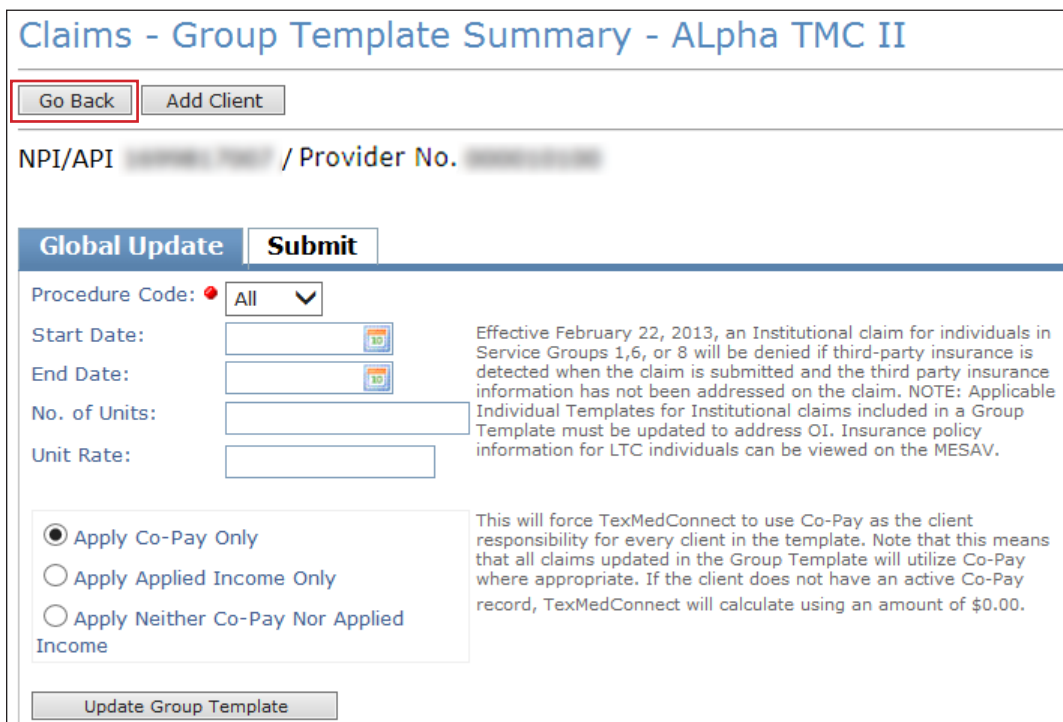 Claims - Group Template Summary - ALpha TMC II
Go Back Add Client
NPI/API / Provider No.
Global Update Submit
Procedure Code: All
Start Date:
End Date:
No. of Units:
Unit Rate:
Effective February 22, 2013, an Institutional claim for individuals in
Service Groups 1,6, or 8 will be denied if third-party insurance is
detected when the claim is submitted and the third party insurance
information has not been addressed on the claim. NOTE: Applicable
Individual Templates for Institutional claims included in a Group
Template must be updated to address OI. Insurance policy
information for LTC individuals can be viewed on the MESAV.
Apply Co-Pay Only
Apply Applied Income Only
Apply Neither Co-Pay Nor Applied
Income
This will force TexMedConnect to use Co-Pay as the client
responsibility for every client in the template. Note that this means
that all claims updated in the Group Template will utilize Co-Pay
where appropriate. If the client does not have an active Co-Pay
record, TexMedConnect will calculate using an amount of $0.00.
Update Group Template